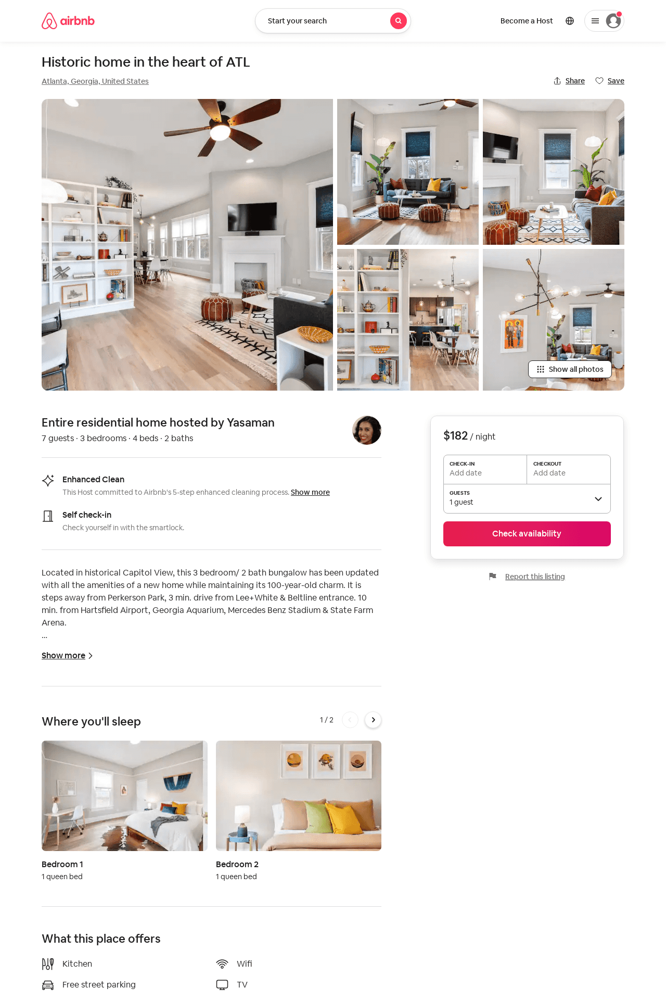 airbnb
Start your search
Become a Host
Historic home in the heart of ATL
Atlanta, Georgia, United States
Share
Save
Show all photos
Entire residential home hosted by Yasaman
7 guests · 3 bedrooms · 4 beds · 2 baths
Enhanced Clean
This Host committed to Airbnb's 5-step enhanced cleaning process. Show more
Self check-in
Check yourself in with the smartlock.
$182 / night
CHECK-IN
Add date
CHECKOUT
Add date
GUESTS
1 guest
Check availability
Report this listing
Located in historical Capitol View, this 3 bedroom/ 2 bath bungalow has been updated
with all the amenities of a new home while maintaining its 100-year-old charm. It is
steps away from Perkerson Park, 3 min. drive from Lee+White & Beltline entrance. 10
min. from Hartsfield Airport, Georgia Aquarium, Mercedes Benz Stadium & State Farm
Arena.
...
Show more
Where you'll sleep
1 / 2
Bedroom 1
1 queen bed
Bedroom 2
1 queen bed
What this place offers
Kitchen
Wifi
Free street parking
TV